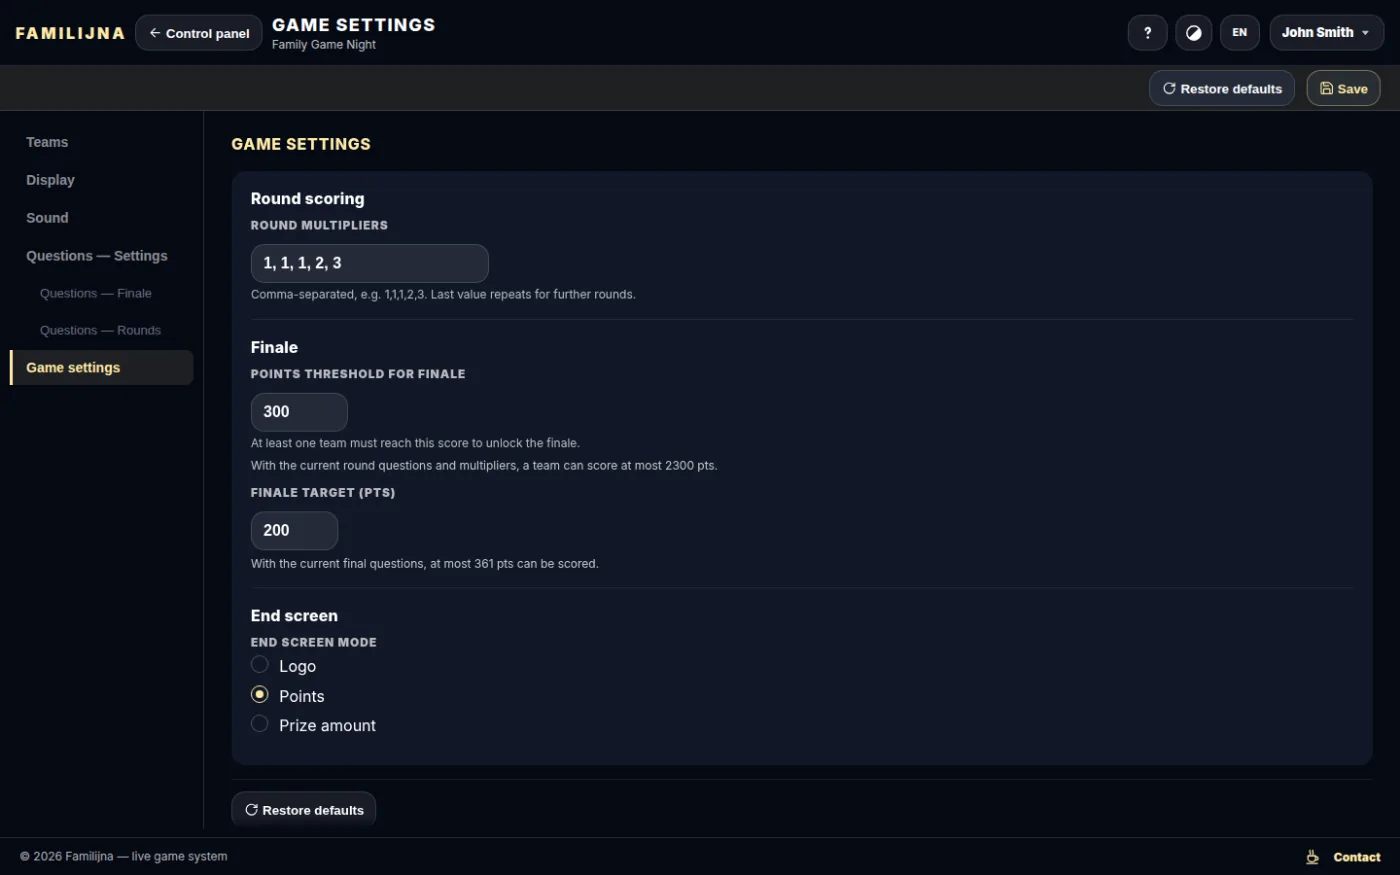 FAMILIJNA
← Control panel
GAME SETTINGS
Family Game Night
?
EN
John Smith
Restore defaults
Save
Teams
Display
Sound
Questions — Settings
Questions — Finale
Questions — Rounds
Game settings
GAME SETTINGS
Round scoring
ROUND MULTIPLIERS
1, 1, 1, 2, 3
Comma-separated, e.g. 1,1,1,2,3. Last value repeats for further rounds.
Finale
POINTS THRESHOLD FOR FINALE
300
At least one team must reach this score to unlock the finale.
With the current round questions and multipliers, a team can score at most 2300 pts.
FINALE TARGET (PTS)
200
With the current final questions, at most 361 pts can be scored.
End screen
END SCREEN MODE
Logo
Points
Prize amount
Restore defaults
© 2026 Familijna — live game system
Contact